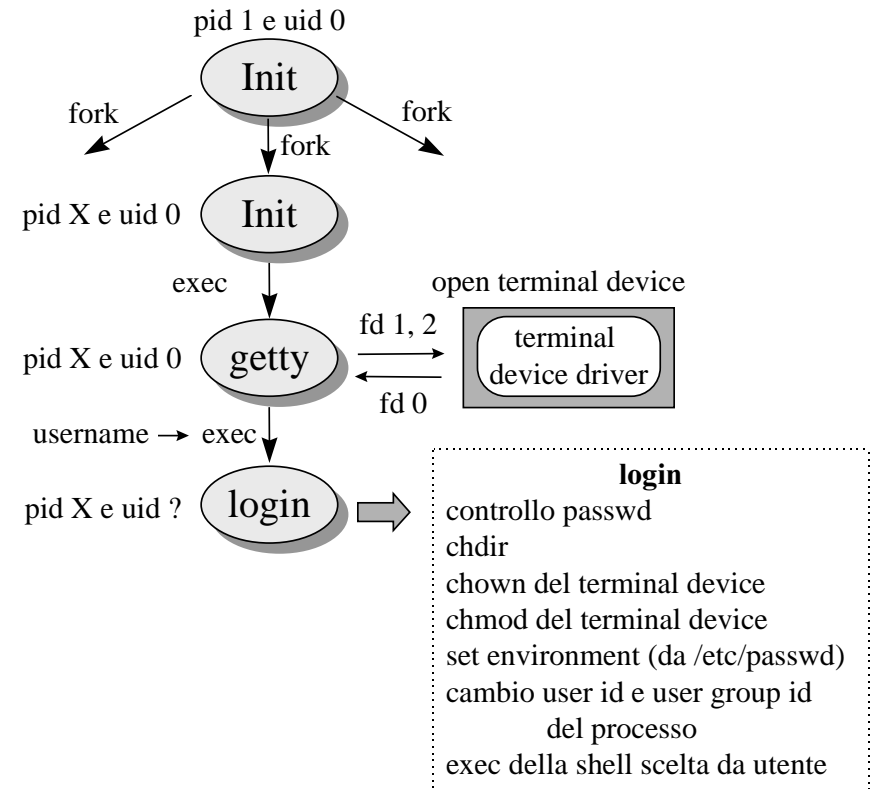 pid 1 e uid 0
Init
fork
fork
fork
pid X e uid 0
Init
exec
open terminal device
fd 1, 2
terminal
device driver
pid X e uid 0
getty
fd 0
username → exec
pid X e uid ?
login
login
controllo passwd
chdir
chown del terminal device
chmod del terminal device
set environment (da /etc/passwd)
cambio user id e user group id
del processo
exec della shell scelta da utente